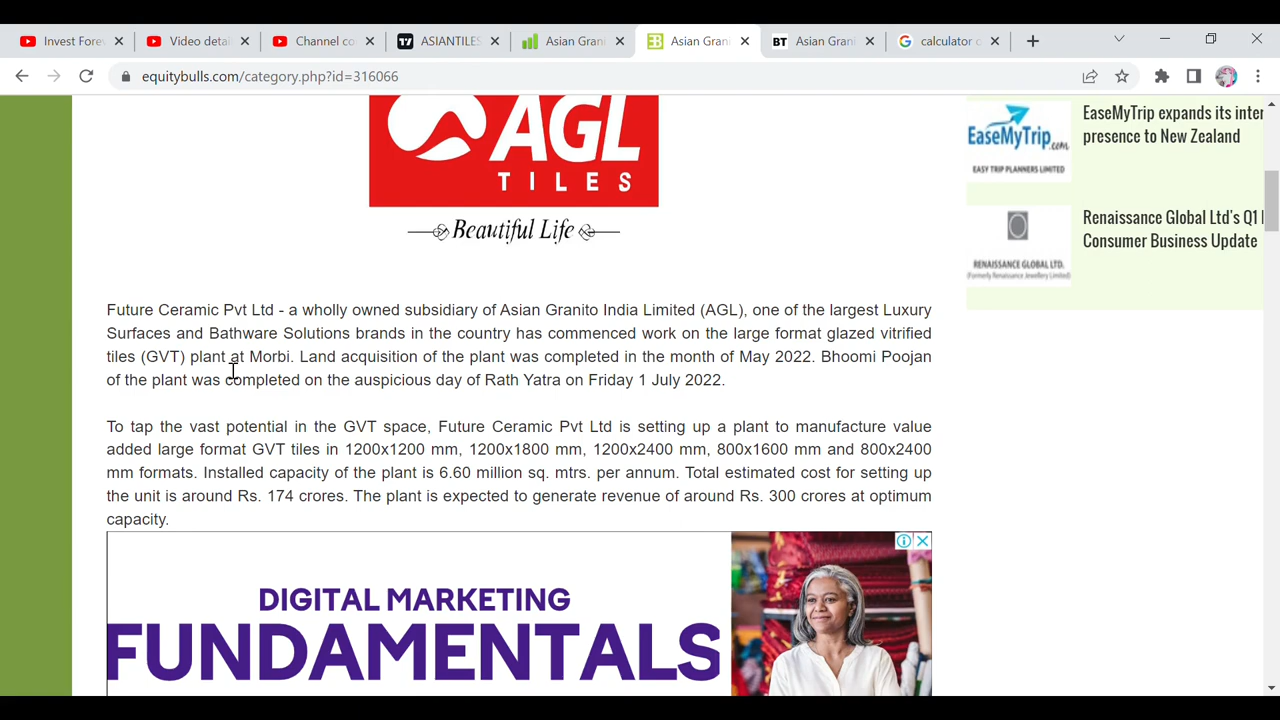 Invest Fore
Video detai
Channel co
ASIANTILES
Asian Grani
Asian Gran
BT Asian Grani
calculator o
equitybulls.com/category.php?id=316066
AGL
TILES
Beautiful Life
EaseMyTrip.com
EASY TRIP PLANNERS LIMITED
EaseMyTrip expands its inter
presence to New Zealand
RENAISSANCE GLOBAL LTD.
(Formerly Renaissance Jewellery Limited)
Renaissance Global Ltd's Q1 F
Consumer Business Update
Future Ceramic Pvt Ltd - a wholly owned subsidiary of Asian Granito India Limited (AGL), one of the largest Luxury
Surfaces and Bathware Solutions brands in the country has commenced work on the large format glazed vitrified
tiles (GVT) plant at Morbi. Land acquisition of the plant was completed in the month of May 2022. Bhoomi Poojan
of the plant was completed on the auspicious day of Rath Yatra on Friday 1 July 2022.
To tap the vast potential in the GVT space, Future Ceramic Pvt Ltd is setting up a plant to manufacture value
added large format GVT tiles in 1200x1200 mm, 1200x1800 mm, 1200x2400 mm, 800x1600 mm and 800x2400
mm formats. Installed capacity of the plant is 6.60 million sq. mtrs. per annum. Total estimated cost for setting up
the unit is around Rs. 174 crores. The plant is expected to generate revenue of around Rs. 300 crores at optimum
capacity.
DIGITAL MARKETING
FUNDAMENTALS